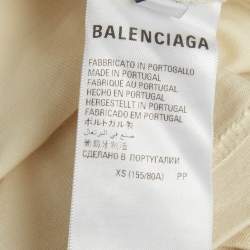 BALENCIAGA
FABBRICATO IN PORTOGALLO
MADE IN PORTUGAL
FABRIQUE AU PORTUGAL
HECHO EN PORTUGAL
HERGESTELLT IN PORTUGAL
FABRICADO EM PORTUGAL
ポルトガル製
صنع في البرتغال
葡萄牙制造
СДЕЛАНО В ПОРТУГАЛИИ
XS (155/80A) PP